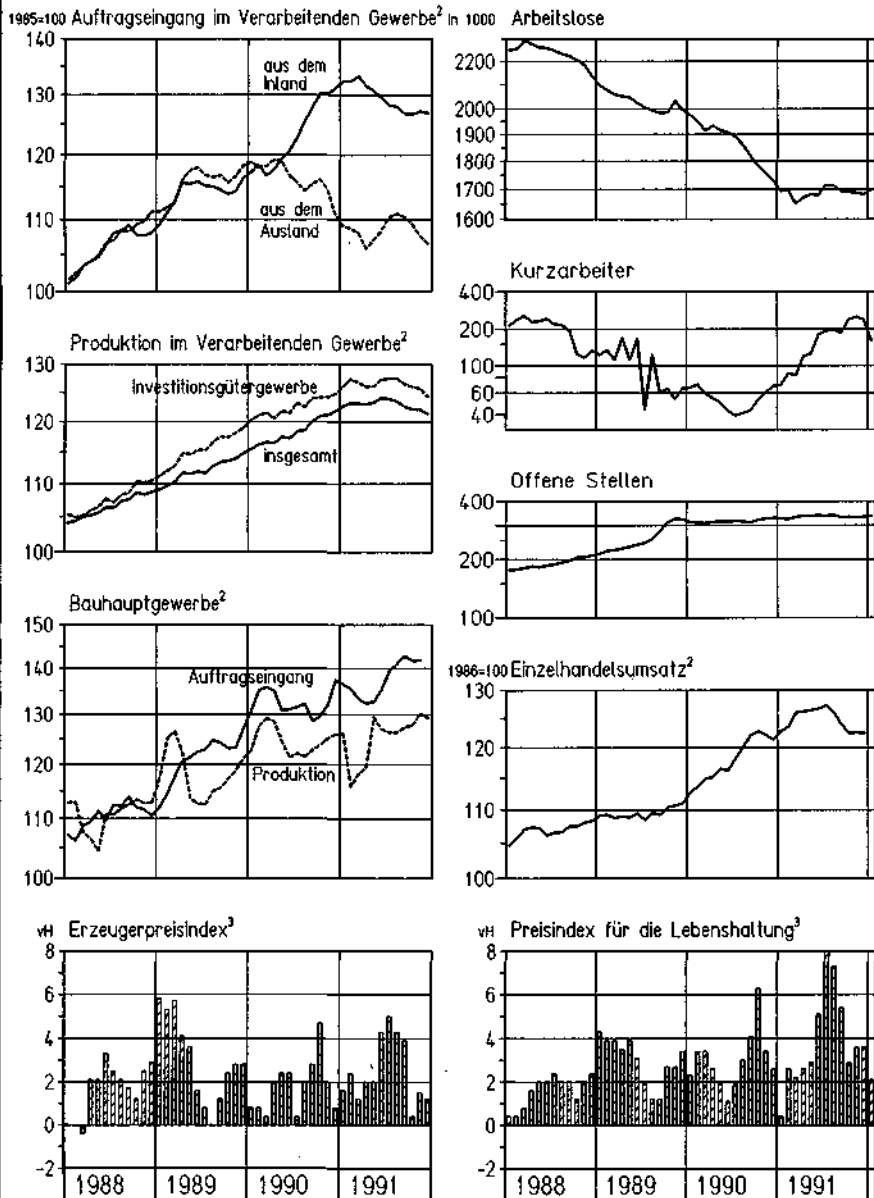 1985=100 Auftragseingang im Verarbeitenden Gewerbe²
140
130
120
110
100
aus dem
Inland
aus dem
Ausland
Produktion im Verarbeitenden Gewerbe²
130
120
110
100
Investitionsgütergewerbe
insgesamt
Bauhauptgewerbe²
150
140
130
120
110
100
Auftragseingang
Produktion
vH Erzeugerpreisindex³
8
6
4
2
0
-2
1988 1989 1990 1991
in 1000 Arbeitslose
2200
2000
1900
1800
1700
1600
Kurzarbeiter
400
200
100
60
40
Offene Stellen
400
200
100
1986=100 Einzelhandelsumsatz²
130
120
110
100
vH Preisindex für die Lebenshaltung³
8
6
4
2
0
-2
1988 1989 1990 1991